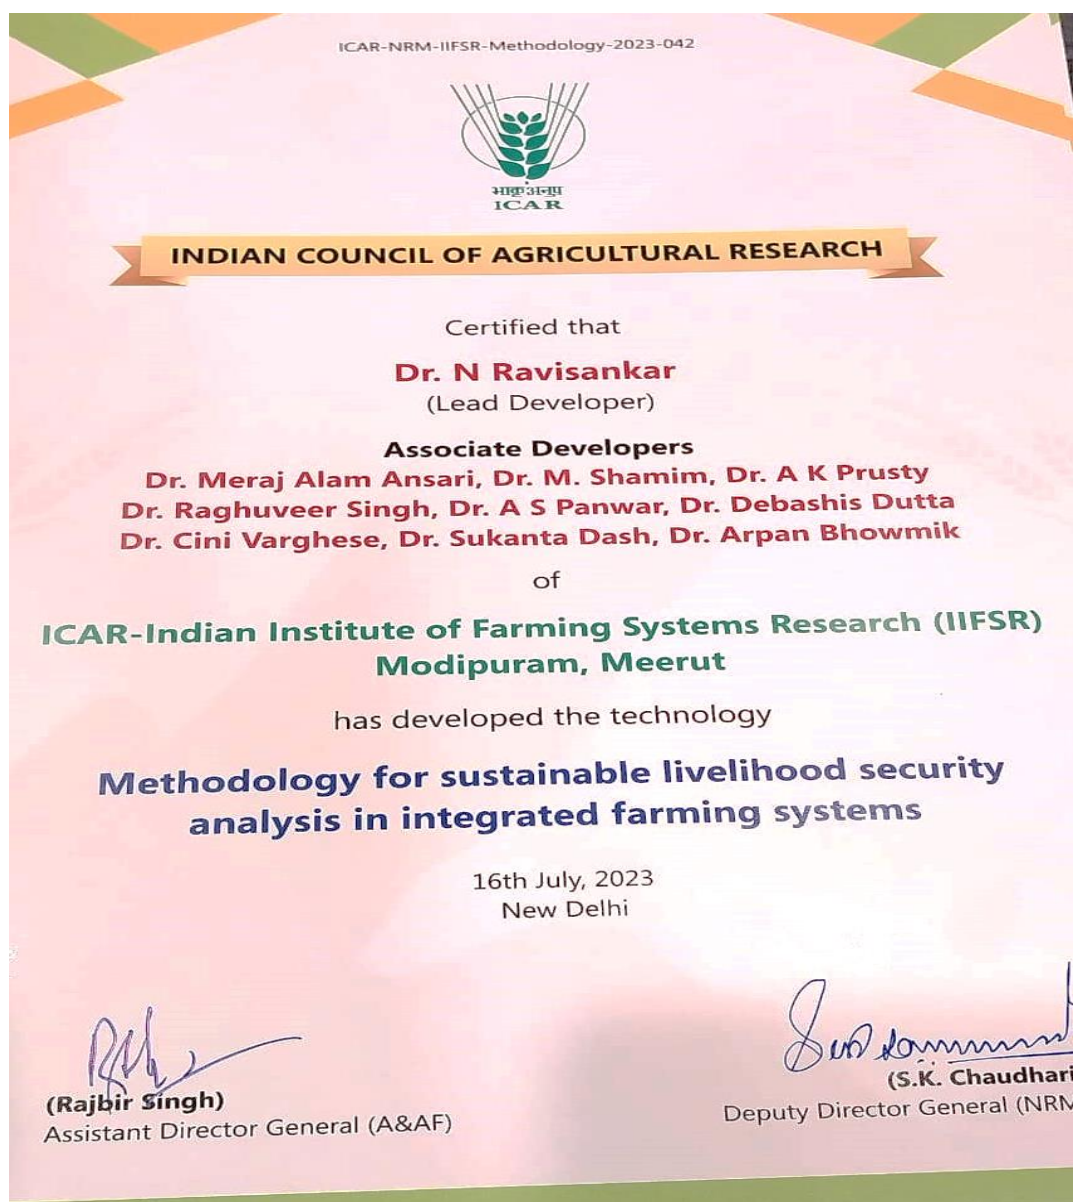 ICAR-NRM-IIFSR-Methodology-2023-042
भाकृअनुप
ICAR
INDIAN COUNCIL OF AGRICULTURAL RESEARCH
Certified that
Dr. N Ravisankar
(Lead Developer)
Associate Developers
Dr. Meraj Alam Ansari, Dr. M. Shamim, Dr. A K Prusty
Dr. Raghuveer Singh, Dr. A S Panwar, Dr. Debashis Dutta
Dr. Cini Varghese, Dr. Sukanta Dash, Dr. Arpan Bhowmik
of
ICAR-Indian Institute of Farming Systems Research (IIFSR)
Modipuram, Meerut
has developed the technology
Methodology for sustainable livelihood security
analysis in integrated farming systems
16th July, 2023
New Delhi
(Rajbir Singh)
Assistant Director General (A&AF)
(S.K. Chaudhari
Deputy Director General (NRM